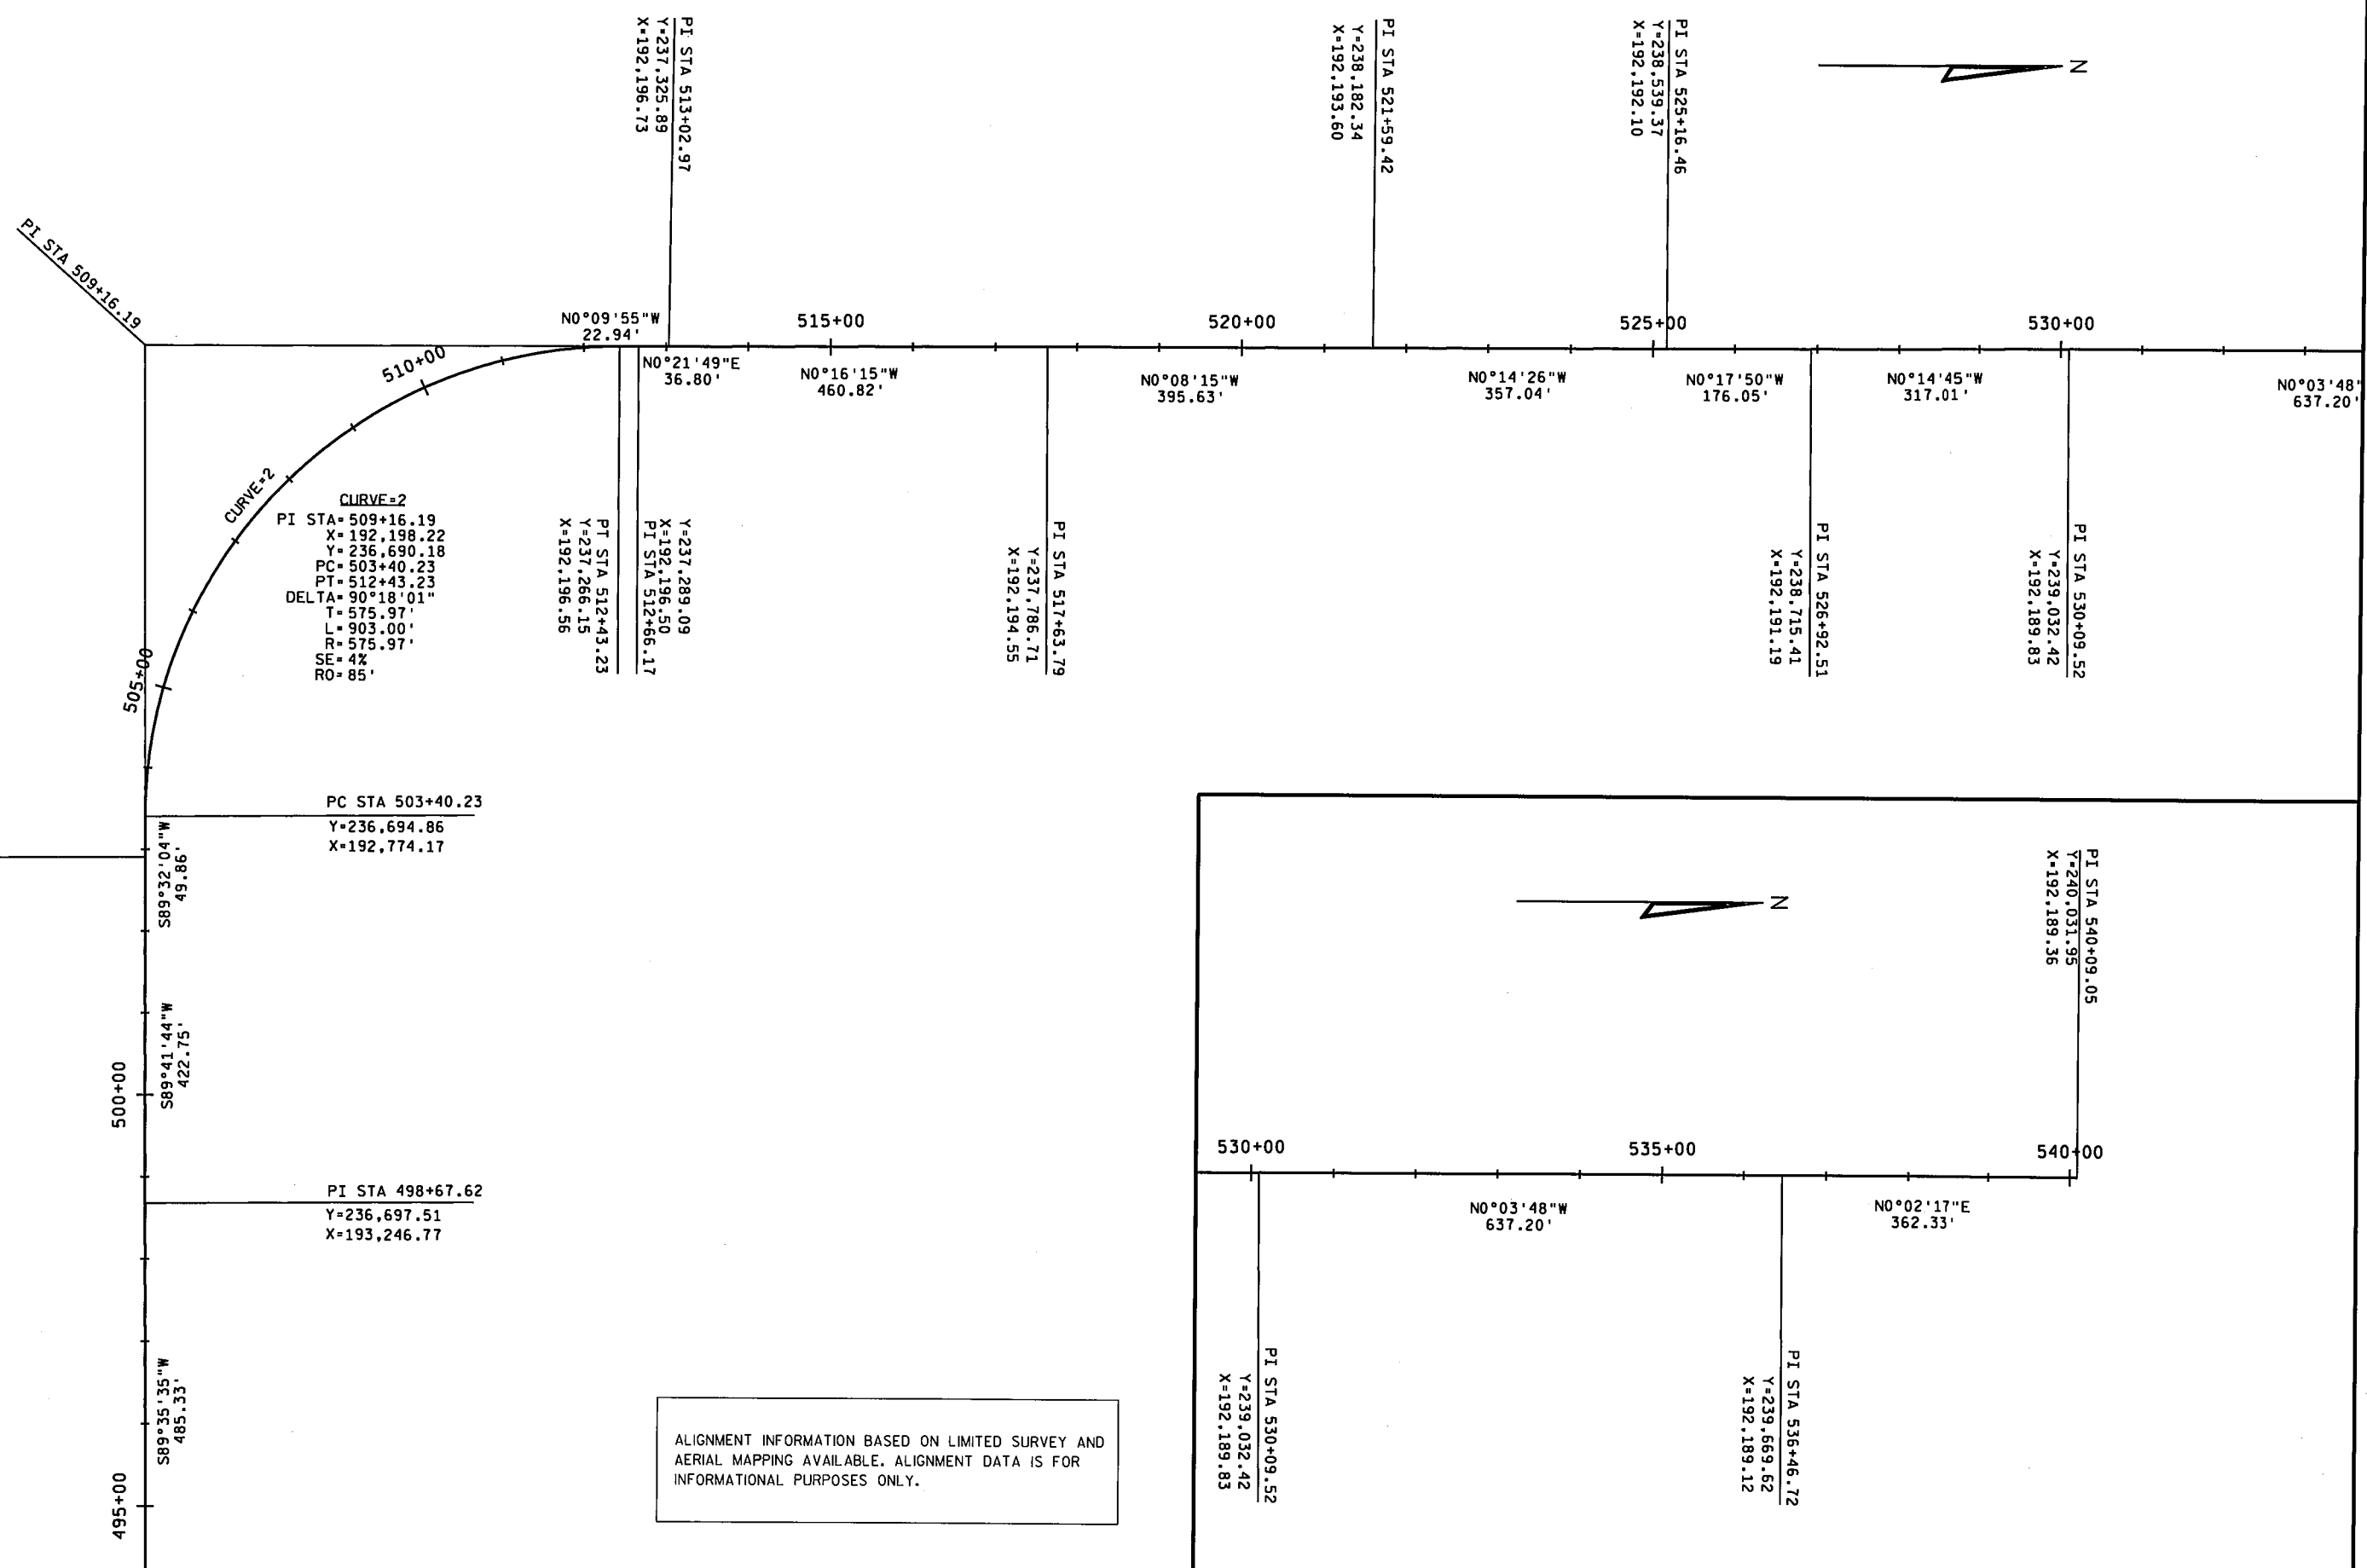 PI STA 513+02.97
Y=237,325.89
X=192,196.73
PI STA 521+59.42
Y=238,182.34
X=192,193.60
PI STA 525+16.46
Y=238,539.37
X=192,192.10
N
PI STA 509+16.19
N0°09'55"W
22.94'
515+00
520+00
525+00
530+00
510+00
N0°21'49"E
36.80'
N0°16'15"W
460.82'
N0°08'15"W
395.63'
N0°14'26"W
357.04'
N0°17'50"W
176.05'
N0°14'45"W
317.01'
N0°03'48"
637.20'
CURVE=2
CURVE=2
PI STA= 509+16.19
X= 192,198.22
Y= 236,690.18
PC= 503+40.23
PT= 512+43.23
DELTA= 90°18'01"
T= 575.97'
L= 903.00'
R= 575.97'
SE= 4%
RO= 85'
PT STA 512+43.23
Y=237,266.15
X=192,196.56
Y=237,289.09
X=192,196.50
PI STA 512+66.17
PI STA 517+63.79
Y=237,786.71
X=192,194.55
PI STA 526+92.51
Y=238,715.41
X=192,191.19
PI STA 530+09.52
Y=239,032.42
X=192,189.83
505+00
PC STA 503+40.23
Y=236,694.86
X=192,774.17
S89°32'04"W
49.86'
S89°41'44"W
422.75'
500+00
PI STA 498+67.62
Y=236,697.51
X=193,246.77
S89°35'35"W
485.33'
495+00
ALIGNMENT INFORMATION BASED ON LIMITED SURVEY AND
AERIAL MAPPING AVAILABLE. ALIGNMENT DATA IS FOR
INFORMATIONAL PURPOSES ONLY.
N
PI STA 540+09.05
Y=240,031.95
X=192,189.36
530+00
535+00
540+00
N0°03'48"W
637.20'
N0°02'17"E
362.33'
PI STA 530+09.52
Y=239,032.42
X=192,189.83
PI STA 536+46.72
Y=239,669.62
X=192,189.12